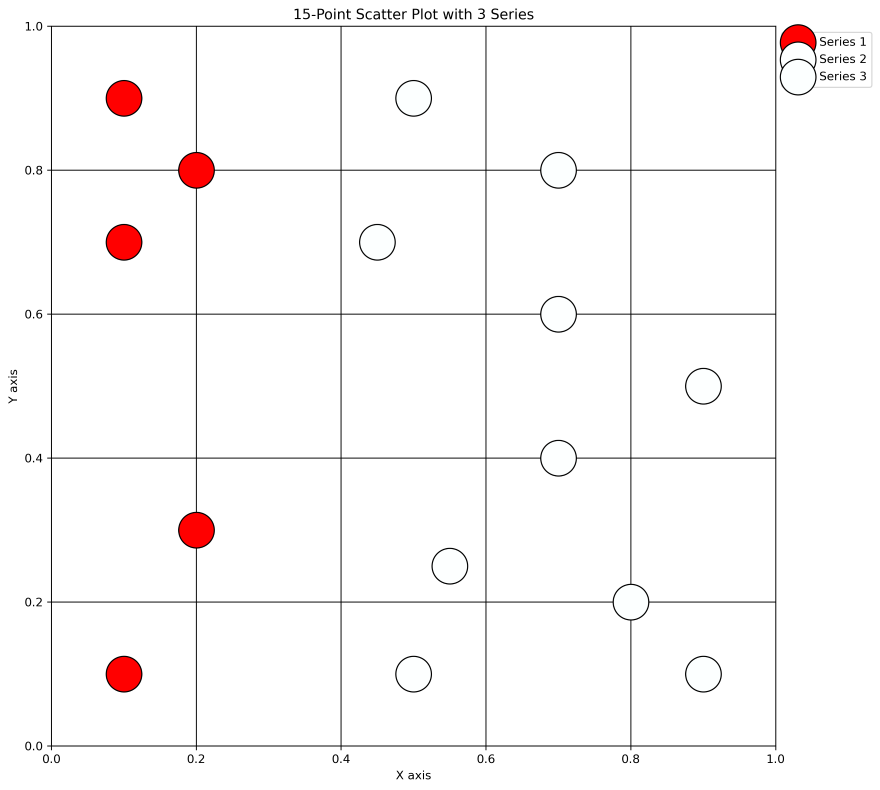 15-Point Scatter Plot with 3 Series
1.0
0.8
0.6
0.4
0.2
0.0
Y axis
0.0 0.2 0.4 0.6 0.8 1.0
X axis
Series 1
Series 2
Series 3